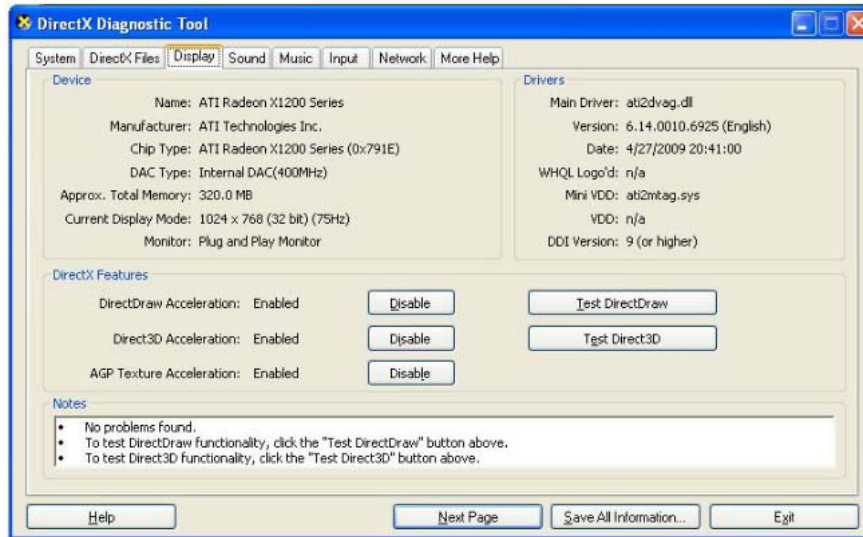 DirectX Diagnostic Tool
System DirectX Files Display Sound Music Input Network More Help
Device
Name: ATI Radeon X1200 Series
Manufacturer: ATI Technologies Inc.
Chip Type: ATI Radeon X1200 Series (0x791E)
DAC Type: Internal DAC(400MHz)
Approx. Total Memory: 320.0 MB
Current Display Mode: 1024 x 768 (32 bit) (75Hz)
Monitor: Plug and Play Monitor
Drivers
Main Driver: ati2dvag.dll
Version: 6.14.0010.6925 (English)
Date: 4/27/2009 20:41:00
WHQL Logo'd: n/a
Mini VDD: ati2mtag.sys
VDD: n/a
DDI Version: 9 (or higher)
DirectX Features
DirectDraw Acceleration: Enabled Disable Test DirectDraw
Direct3D Acceleration: Enabled Disable Test Direct3D
AGP Texture Acceleration: Enabled Disable
Notes
• No problems found.
• To test DirectDraw functionality, click the "Test DirectDraw" button above.
• To test Direct3D functionality, click the "Test Direct3D" button above.
Help Next Page Save All Information... Exit